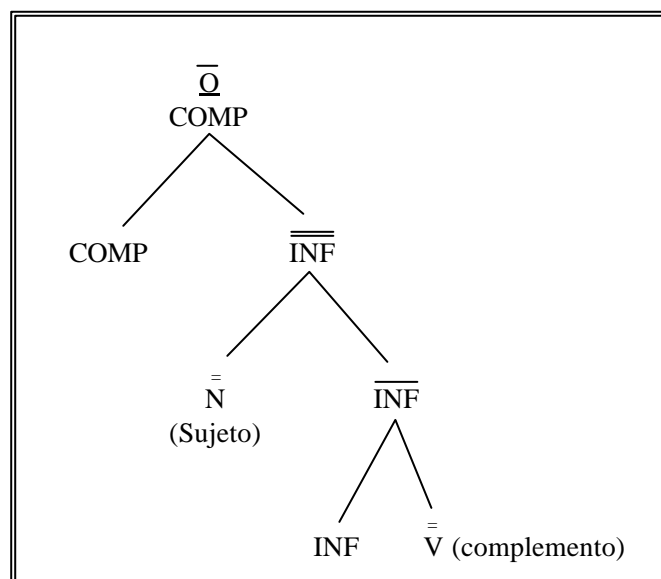 O̅
COMP
COMP INF̿
N̿ INF̅
(Sujeto)
INF V̿ (complemento)